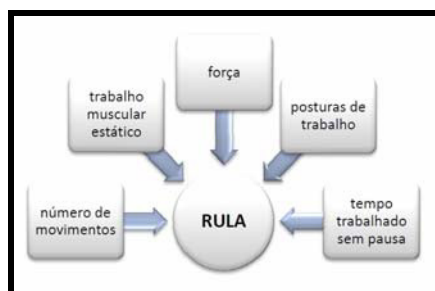 força
trabalho
muscular
estático
posturas de
trabalho
número de
movimentos
RULA
tempo
trabalhado
sem pausa